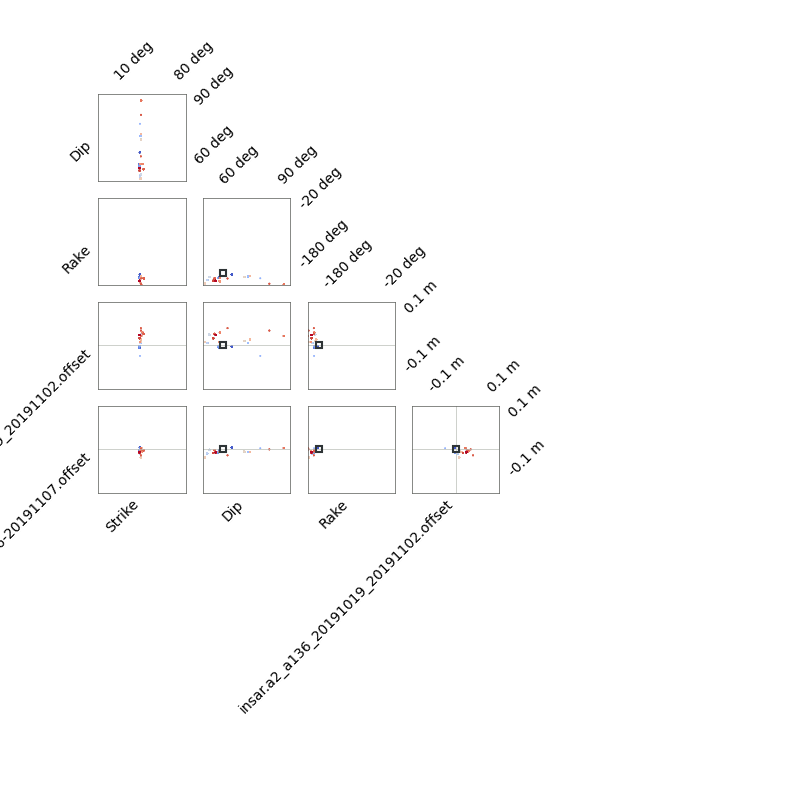 10 deg
80 deg
90 deg
60 deg
Dip
60 deg
90 deg
-20 deg
-180 deg
Rake
-180 deg
-20 deg
0.1 m
-0.1 m
0_20191102.offset
-0.1 m
0.1 m
0.1 m
-0.1 m
-20191107.offset
Strike
Dip
Rake
insar.a2_a136_20191019_20191102.offset